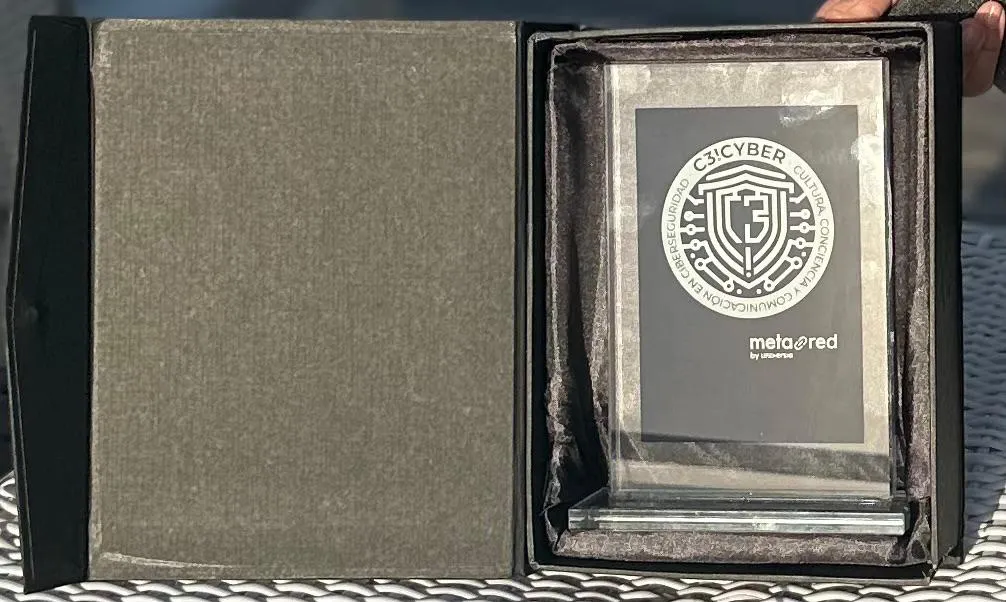 C3!CYBER · CULTURA, CONCIENCIA Y COMUNICACIÓN EN CIBERSEGURIDAD ·
C3!
metared
by universia